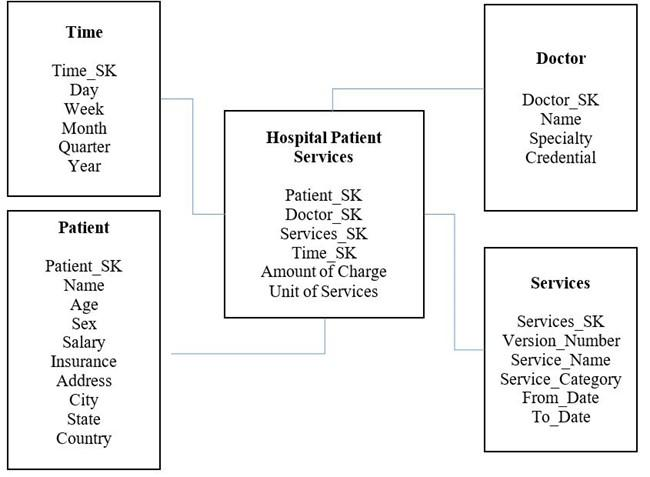 Time
Time_SK
Day
Week
Month
Quarter
Year
Patient
Patient_SK
Name
Age
Sex
Salary
Insurance
Address
City
State
Country
Hospital Patient
Services
Patient_SK
Doctor_SK
Services_SK
Time_SK
Amount of Charge
Unit of Services
Doctor
Doctor_SK
Name
Specialty
Credential
Services
Services_SK
Version_Number
Service_Name
Service_Category
From_Date
To_Date